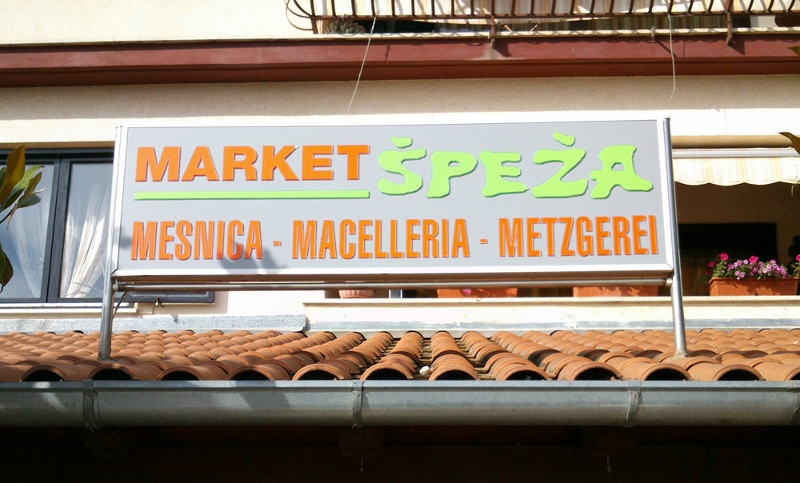 MARKET ŠPEŽA
MESNICA - MACELLERIA - METZGEREI